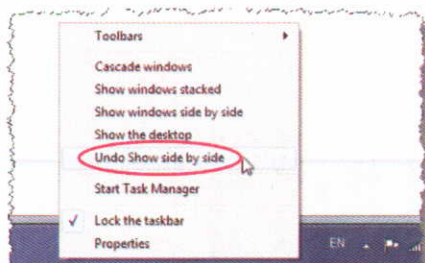 Toolbars
Cascade windows
Show windows stacked
Show windows side by side
Show the desktop
Undo Show side by side
Start Task Manager
Lock the taskbar
Properties
EN